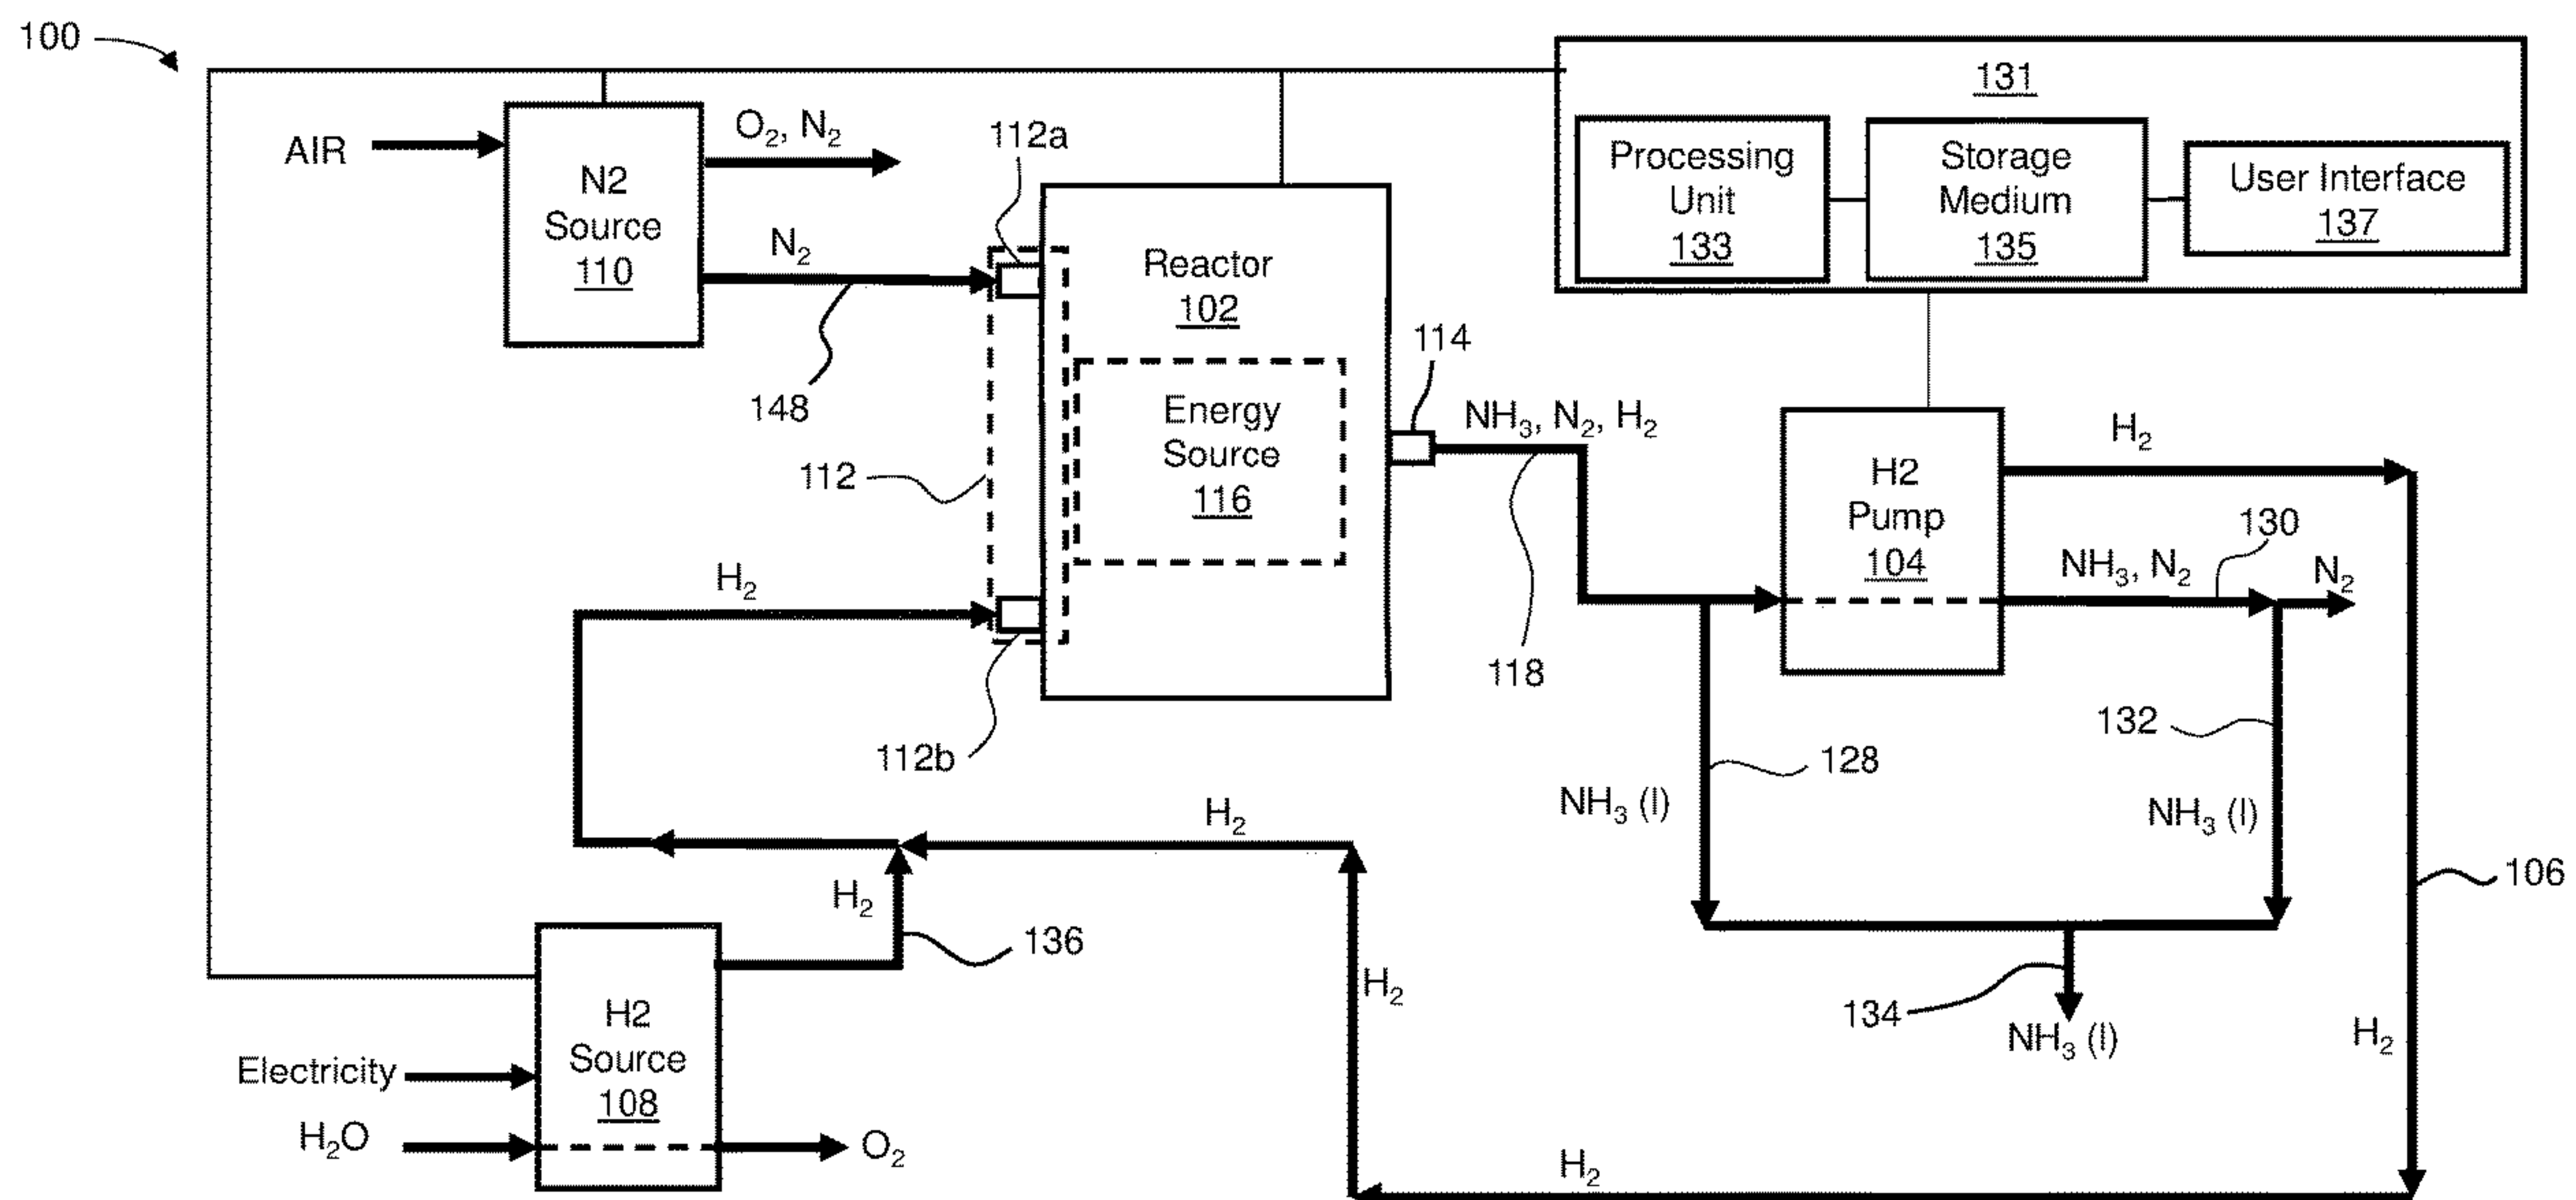 100
131
AIR
O₂, N₂
112a
Processing
Unit
133
Storage
Medium
135
User Interface
137
N2
Source
110
N₂
Reactor
102
148
114
Energy
Source
116
NH₃, N₂, H₂
H₂
112
H2
Pump
104
130
NH₃, N₂
N₂
H₂
118
132
112b
128
NH₃ (l)
NH₃ (l)
H₂
106
H₂
136
H₂
134
NH₃ (l)
H₂
H2
Source
108
Electricity
H₂O
O₂
H₂